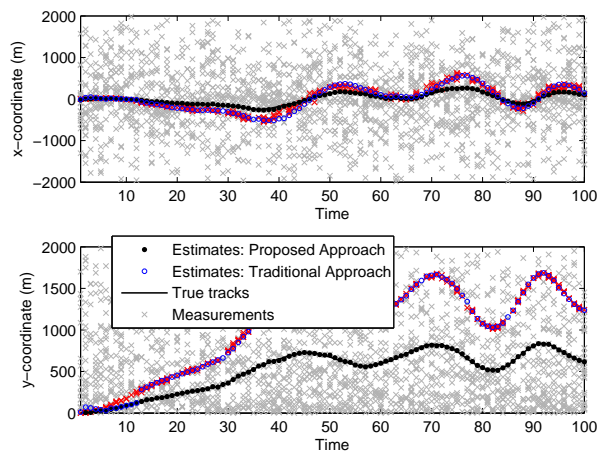 2000
1000
0
−1000
−2000
x−coordinate (m)
10 20 30 40 50 60 70 80 90 100
Time
2000
1500
1000
500
0
y−coordinate (m)
Estimates: Proposed Approach
Estimates: Traditional Approach
True tracks
Measurements
10 20 30 40 50 60 70 80 90 100
Time